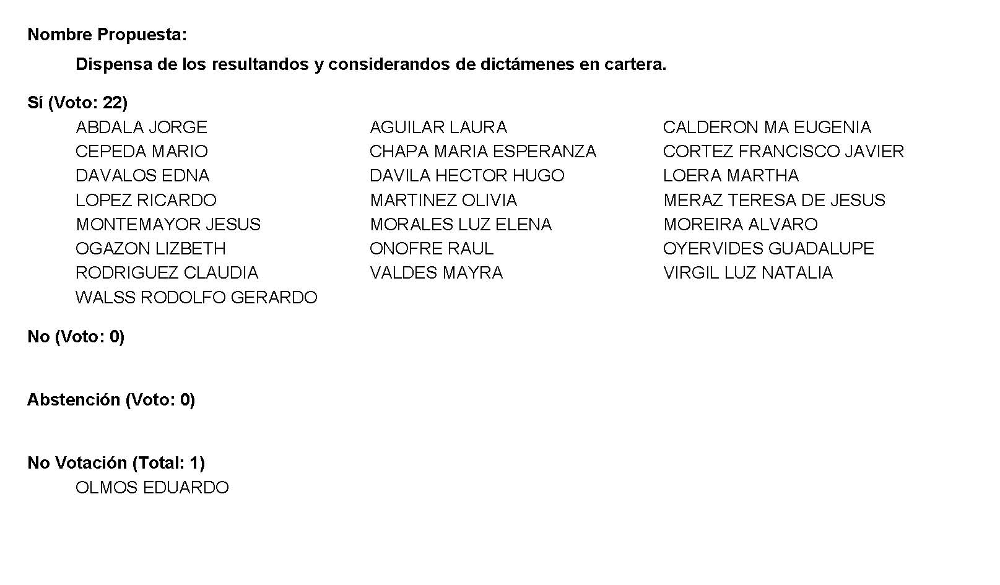 Nombre Propuesta:
Dispensa de los resultandos y considerandos de dictámenes en cartera.
Sí (Voto: 22)
ABDALA JORGE AGUILAR LAURA CALDERON MA EUGENIA
CEPEDA MARIO CHAPA MARIA ESPERANZA CORTEZ FRANCISCO JAVIER
DAVALOS EDNA DAVILA HECTOR HUGO LOERA MARTHA
LOPEZ RICARDO MARTINEZ OLIVIA MERAZ TERESA DE JESUS
MONTEMAYOR JESUS MORALES LUZ ELENA MOREIRA ALVARO
OGAZON LIZBETH ONOFRE RAUL OYERVIDES GUADALUPE
RODRIGUEZ CLAUDIA VALDES MAYRA VIRGIL LUZ NATALIA
WALSS RODOLFO GERARDO
No (Voto: 0)
Abstención (Voto: 0)
No Votación (Total: 1)
OLMOS EDUARDO